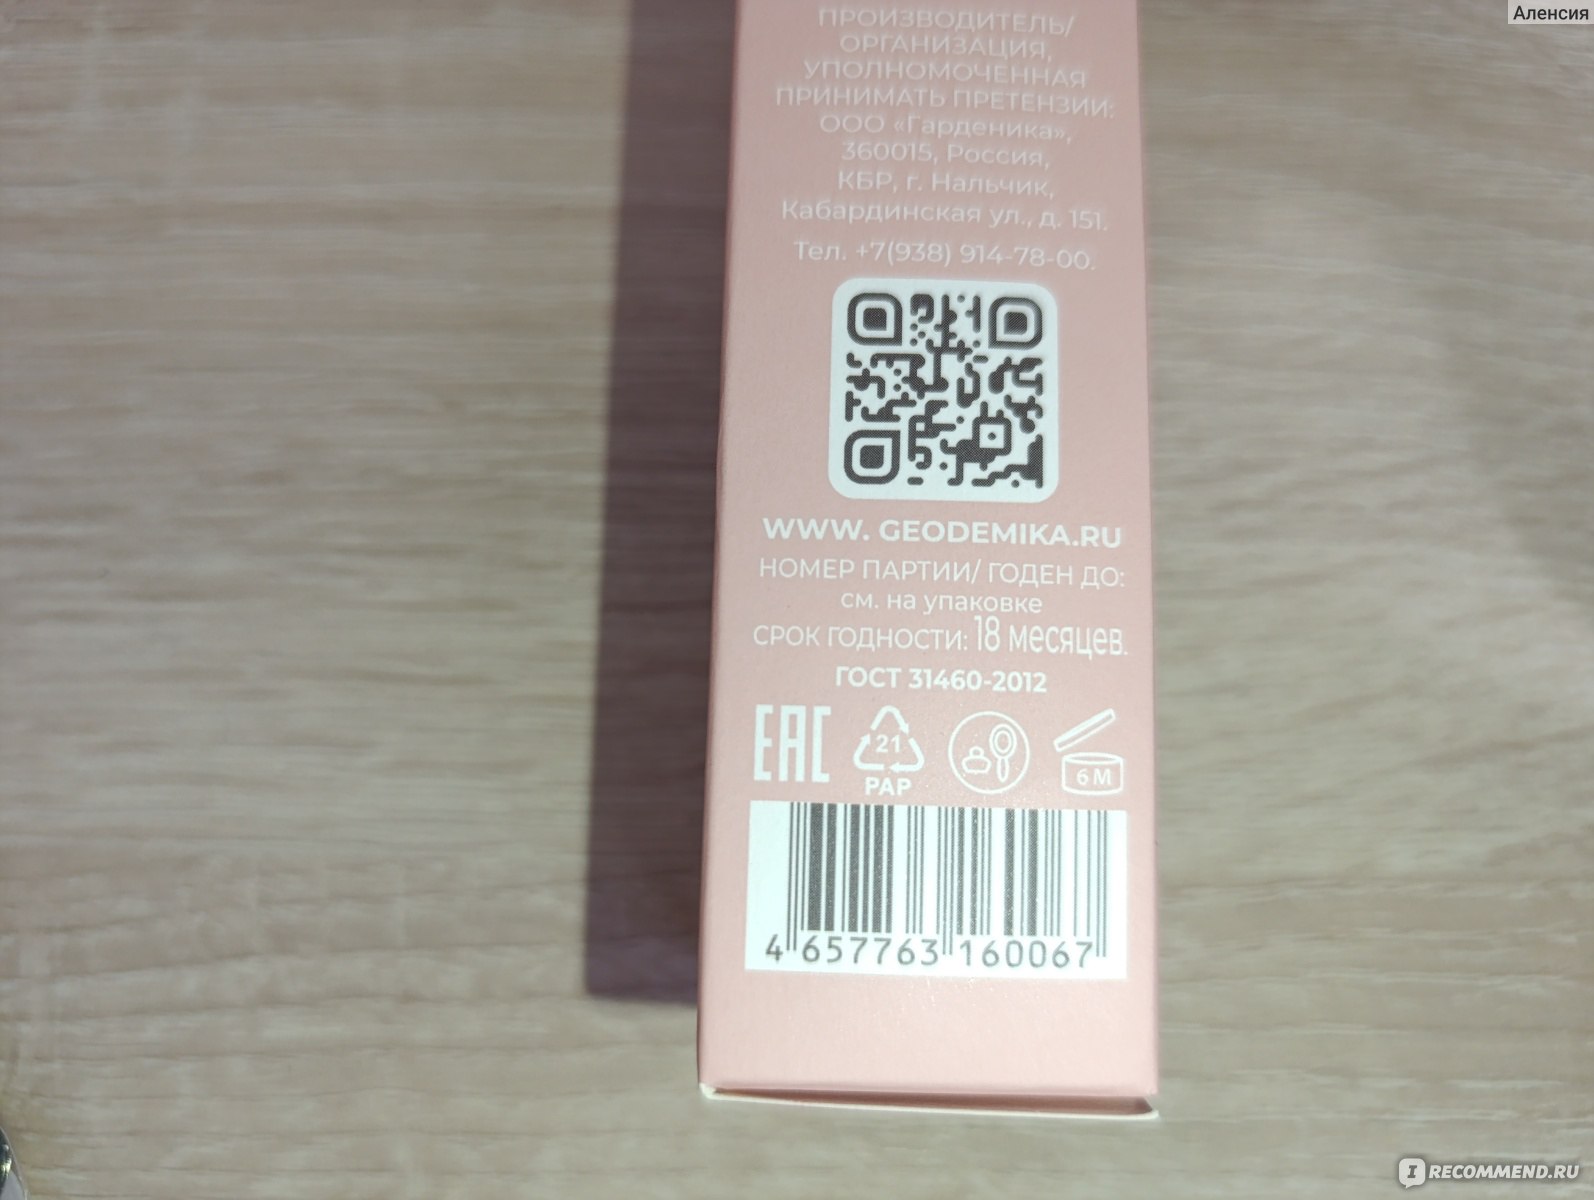 Аленсия
ПРОИЗВОДИТЕЛЬ/
ОРГАНИЗАЦИЯ,
УПОЛНОМОЧЕННАЯ
ПРИНИМАТЬ ПРЕТЕНЗИИ:
ООО «Гарденика»,
360015, Россия,
КБР, г. Нальчик,
Кабардинская ул., д. 151.
Тел. +7(938) 914-78-00.
WWW. GEODEMIKA.RU
НОМЕР ПАРТИИ/ ГОДЕН ДО:
см. на упаковке
СРОК ГОДНОСТИ: 18 месяцев.
ГОСТ 31460-2012
EAC
21
PAP
6 M
4 657763 160067
I RECOMMEND.RU